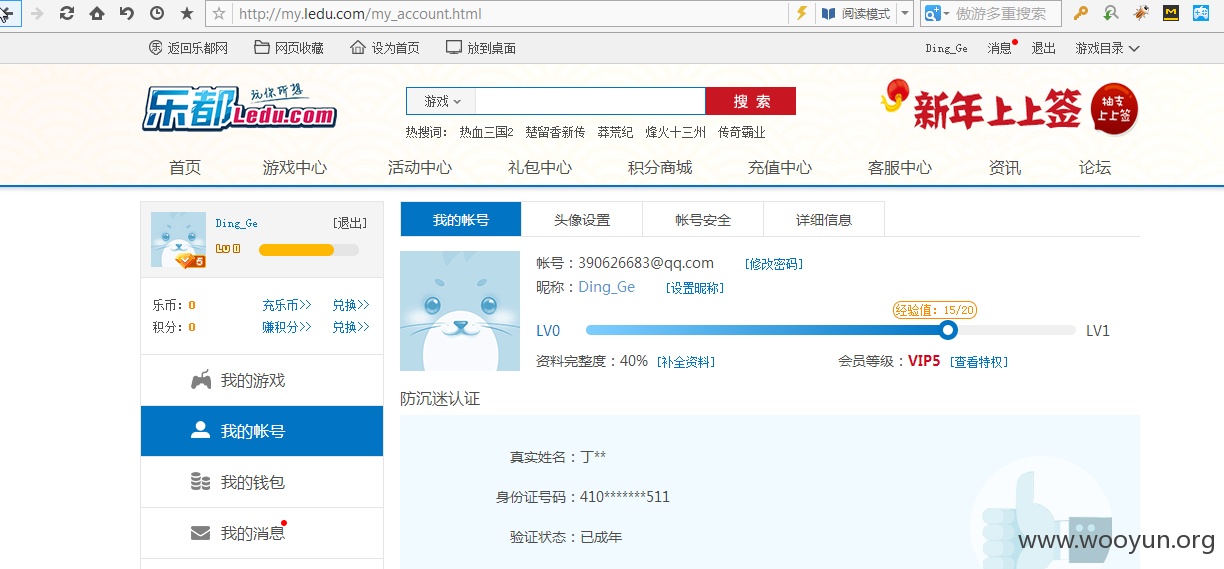 http://my.ledu.com/my_account.html 阅读模式 傲游多重搜索
返回乐都网 网页收藏 设为首页 放到桌面 Ding_Ge 消息 退出 游戏目录
乐都 玩你所想 Ledu.com
游戏 搜 索
新年上上签 抽支上上签
热搜词: 热血三国2 楚留香新传 莽荒纪 烽火十三州 传奇霸业
首页 游戏中心 活动中心 礼包中心 积分商城 充值中心 客服中心 资讯 论坛
Ding_Ge [退出]
LV 0
5
乐币: 0 充乐币>> 兑换>>
积分: 0 赚积分>> 兑换>>
我的游戏
我的帐号
我的钱包
我的消息
我的帐号 头像设置 帐号安全 详细信息
帐号:390626683@qq.com [修改密码]
昵称:Ding_Ge [设置昵称]
经验值: 15/20
LV0 LV1
资料完整度:40% [补全资料] 会员等级:VIP5 [查看特权]
防沉迷认证
真实姓名:丁**
身份证号码:410*******511
验证状态:已成年
www.wooyun.org